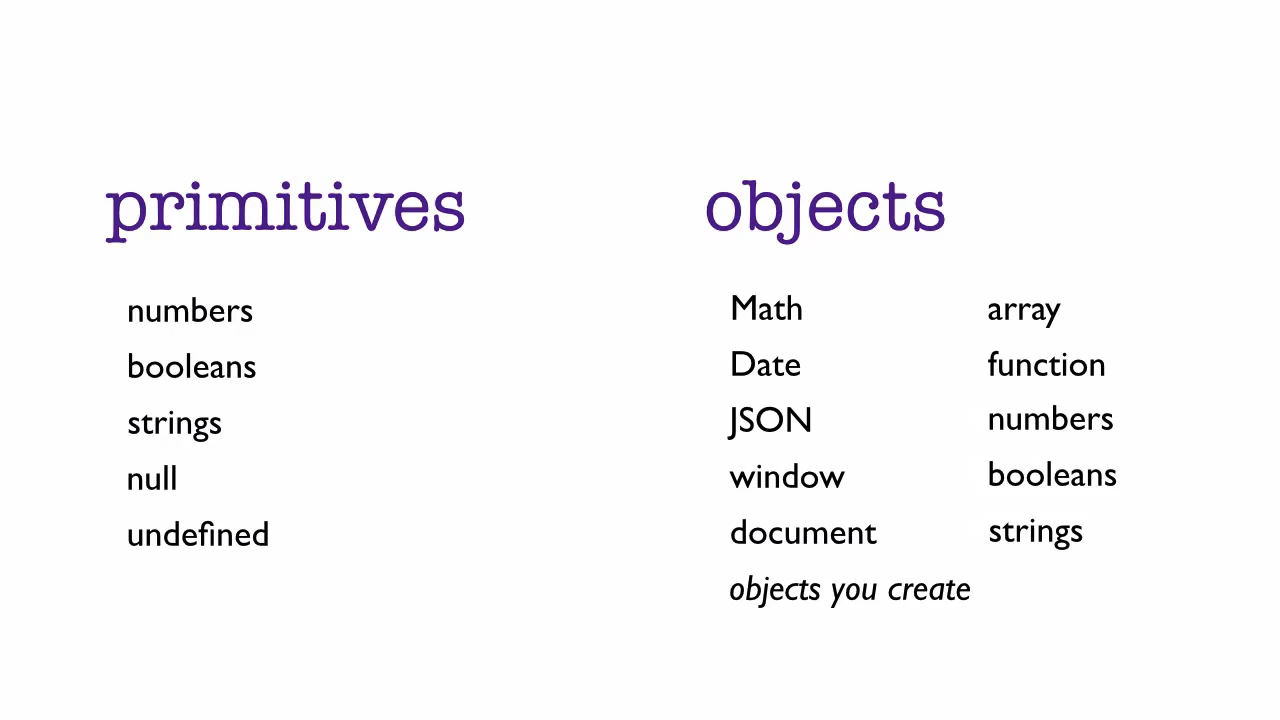 primitives
numbers
booleans
strings
null
undefined
objects
Math
Date
JSON
window
document
objects you create
array
function
numbers
booleans
strings